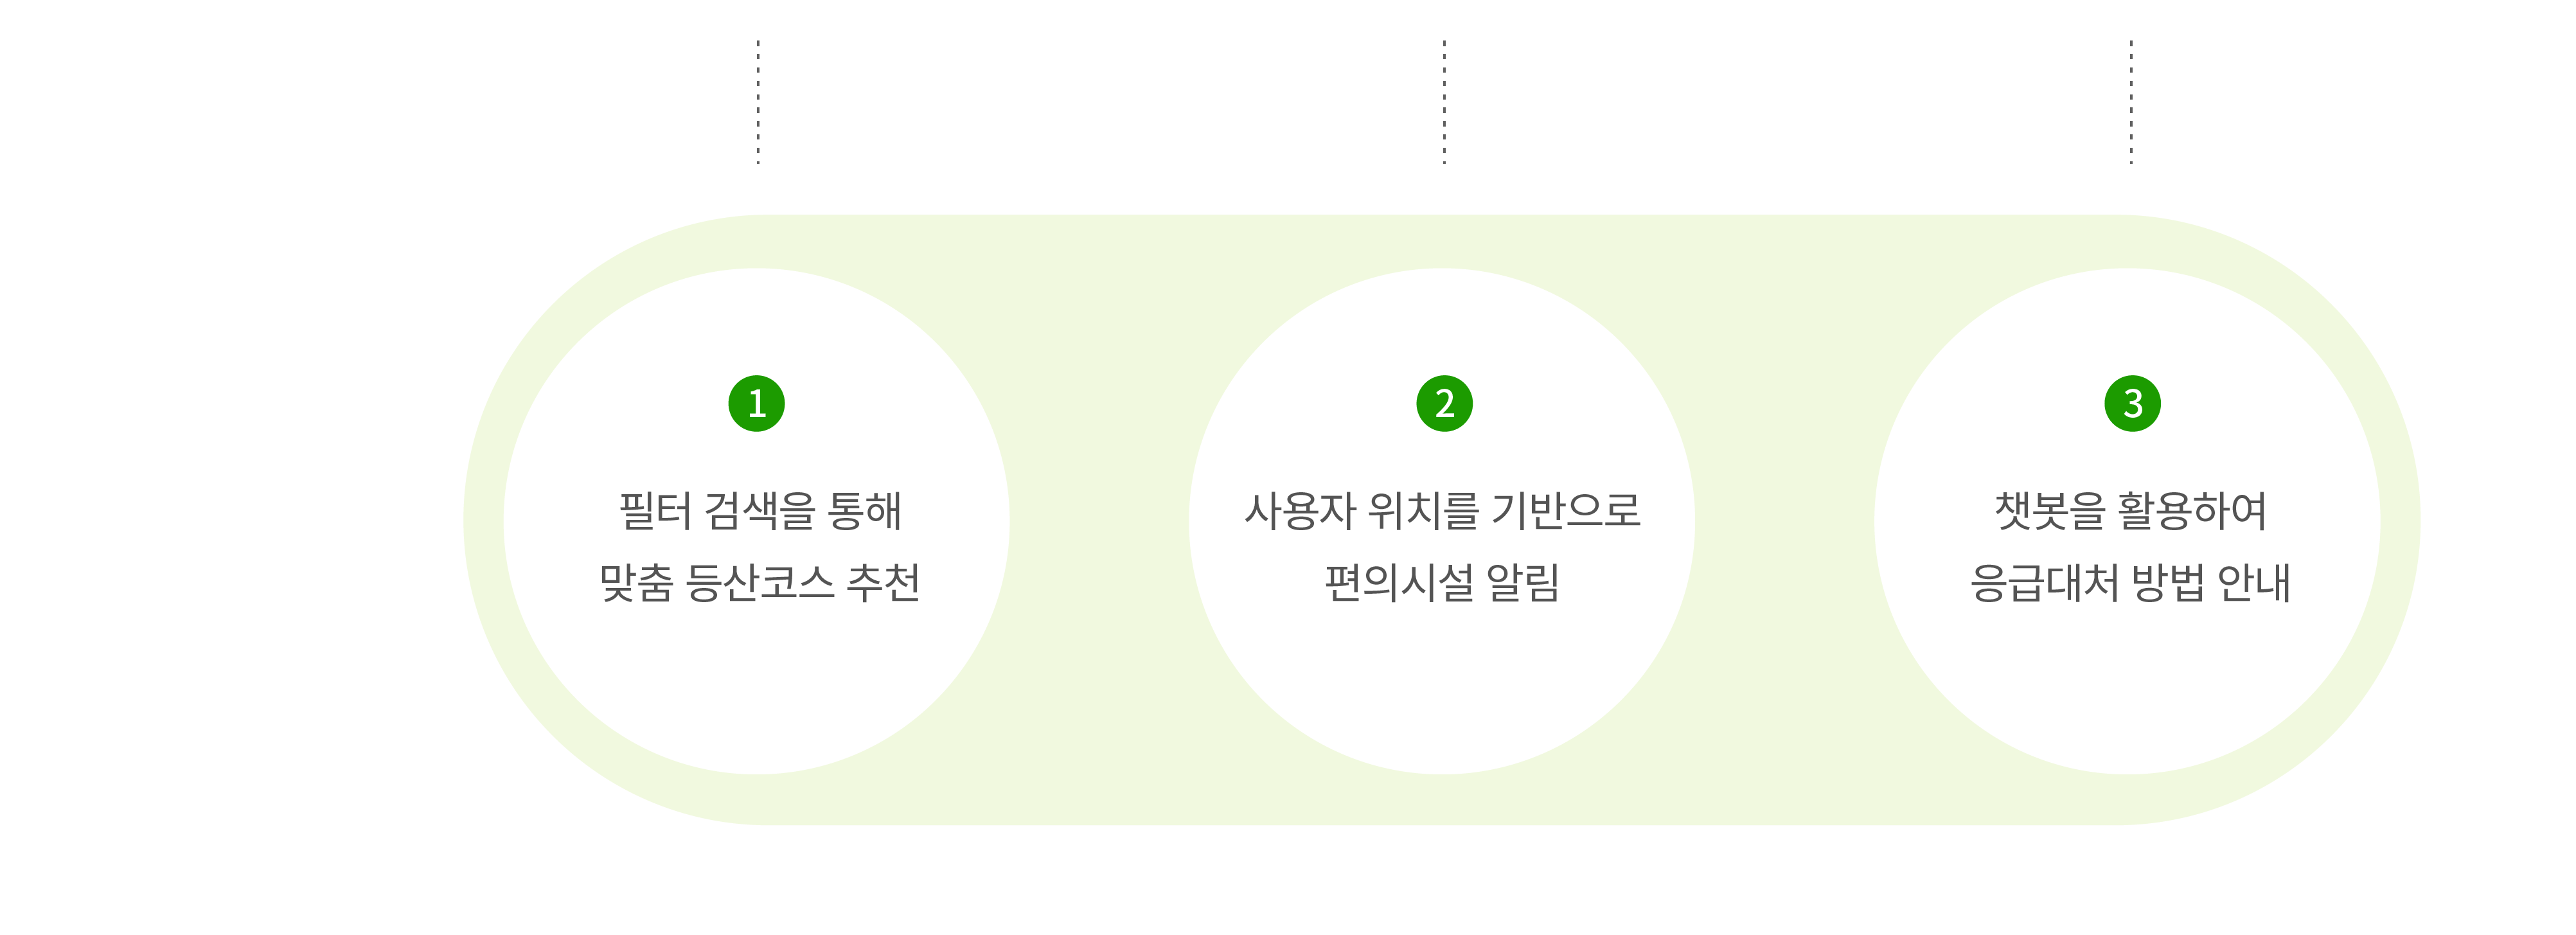 1
필터 검색을 통해
맞춤 등산코스 추천
2
사용자 위치를 기반으로
편의시설 알림
3
챗봇을 활용하여
응급대처 방법 안내